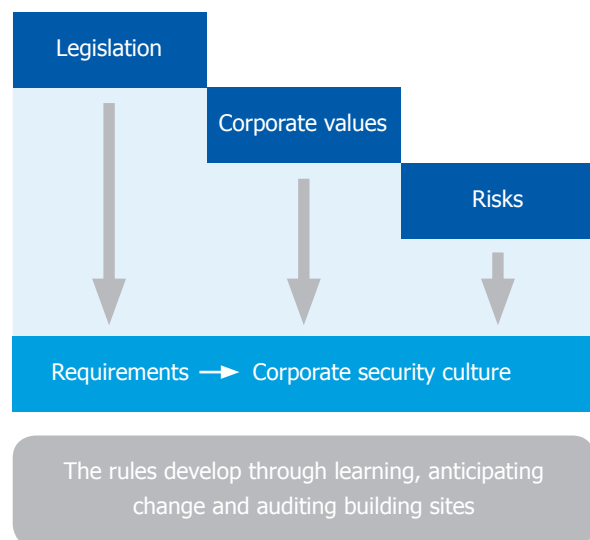 Legislation
Corporate values
Risks
Requirements → Corporate security culture
The rules develop through learning, anticipating
change and auditing building sites